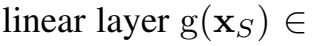 linear layer g(𝐱_S) ∈